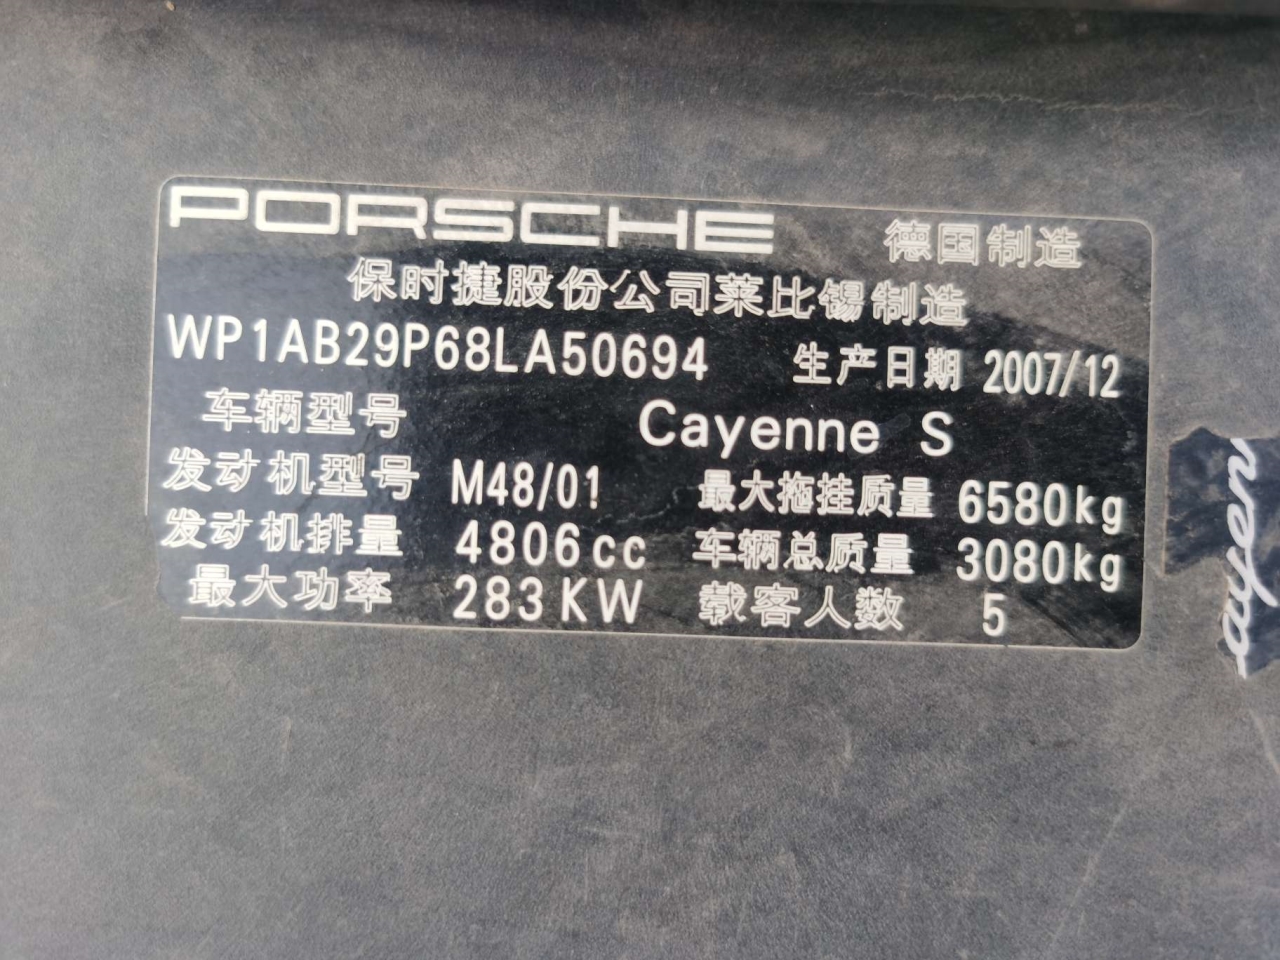 PORSCHE 德国制造
保时捷股份公司莱比锡制造
WP1AB29P68LA50694 生产日期 2007/12
车辆型号 Cayenne S
发动机型号 M48/01 最大拖挂质量 6580kg
发动机排量 4806cc 车辆总质量 3080kg
最大功率 283KW 载客人数 5
ayen